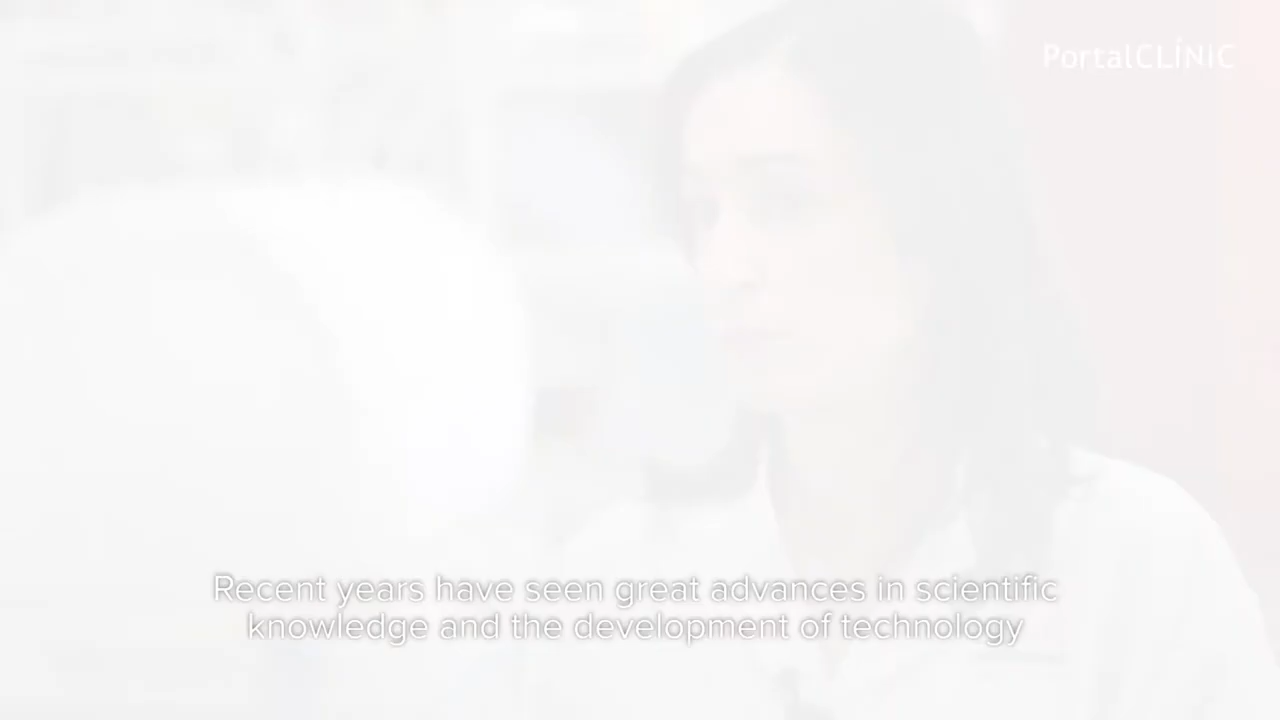 PortalCLÍNIC
Recent years have seen great advances in scientific
knowledge and the development of technology